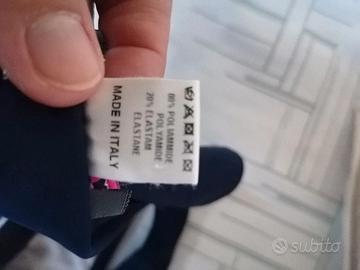 80% POLIAMMIDE
POLYAMIDE
20% ELASTAM
ELASTANE
MADE IN ITALY
subito